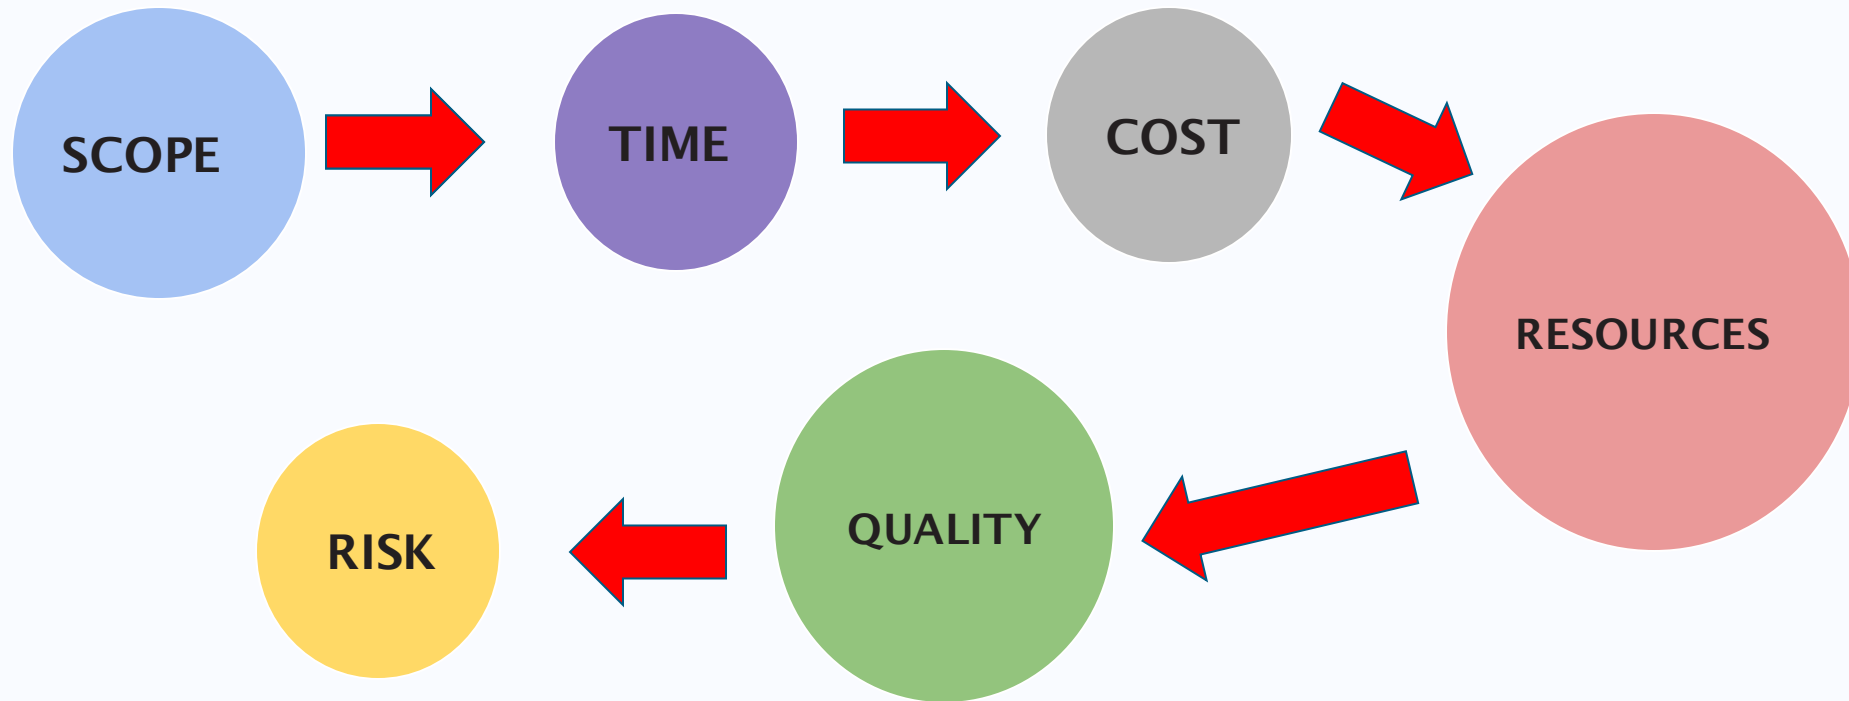 SCOPE
TIME
COST
RESOURCES
QUALITY
RISK